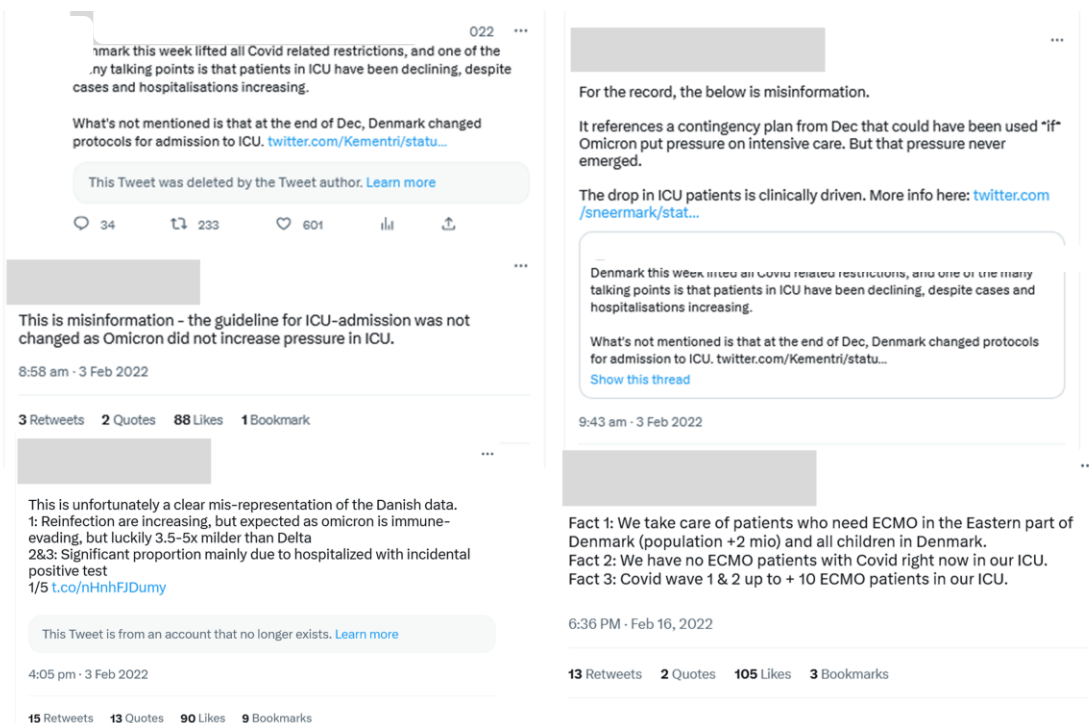 022
nmark this week lifted all Covid related restrictions, and one of the
ny talking points is that patients in ICU have been declining, despite
cases and hospitalisations increasing.
What's not mentioned is that at the end of Dec, Denmark changed
protocols for admission to ICU. twitter.com/Kementri/statu...
This Tweet was deleted by the Tweet author. Learn more
34 233 601
This is misinformation - the guideline for ICU-admission was not
changed as Omicron did not increase pressure in ICU.
8:58 am · 3 Feb 2022
3 Retweets 2 Quotes 88 Likes 1 Bookmark
This is unfortunately a clear mis-representation of the Danish data.
1: Reinfection are increasing, but expected as omicron is immune-
evading, but luckily 3.5-5x milder than Delta
2&3: Significant proportion mainly due to hospitalized with incidental
positive test
1/5 t.co/nHnhFJDumy
This Tweet is from an account that no longer exists. Learn more
4:05 pm · 3 Feb 2022
15 Retweets 13 Quotes 90 Likes 9 Bookmarks
For the record, the below is misinformation.
It references a contingency plan from Dec that could have been used *if*
Omicron put pressure on intensive care. But that pressure never
emerged.
The drop in ICU patients is clinically driven. More info here: twitter.com
/sneermark/stat...
Denmark this week lifted all Covid related restrictions, and one of the many
talking points is that patients in ICU have been declining, despite cases and
hospitalisations increasing.
What's not mentioned is that at the end of Dec, Denmark changed protocols
for admission to ICU. twitter.com/Kementri/statu...
Show this thread
9:43 am · 3 Feb 2022
Fact 1: We take care of patients who need ECMO in the Eastern part of
Denmark (population +2 mio) and all children in Denmark.
Fact 2: We have no ECMO patients with Covid right now in our ICU.
Fact 3: Covid wave 1 & 2 up to + 10 ECMO patients in our ICU.
6:36 PM · Feb 16, 2022
13 Retweets 2 Quotes 105 Likes 3 Bookmarks